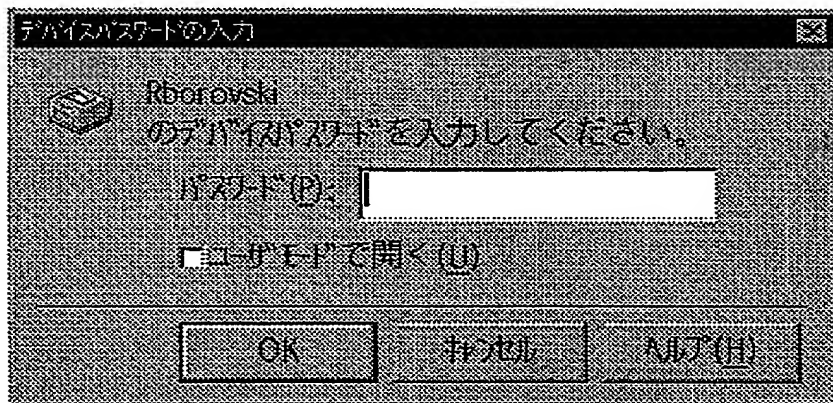 ﾃﾞﾊﾞｲｽﾊﾟｽﾜｰﾄﾞの入力
Rborovski
のﾃﾞﾊﾞｲｽﾊﾟｽﾜｰﾄﾞを入力してください。
ﾊﾟｽﾜｰﾄﾞ(P):
ﾕｰｻﾞﾓｰﾄﾞで開く(U)
OK
ｷｬﾝｾﾙ
ﾍﾙﾌﾟ(H)